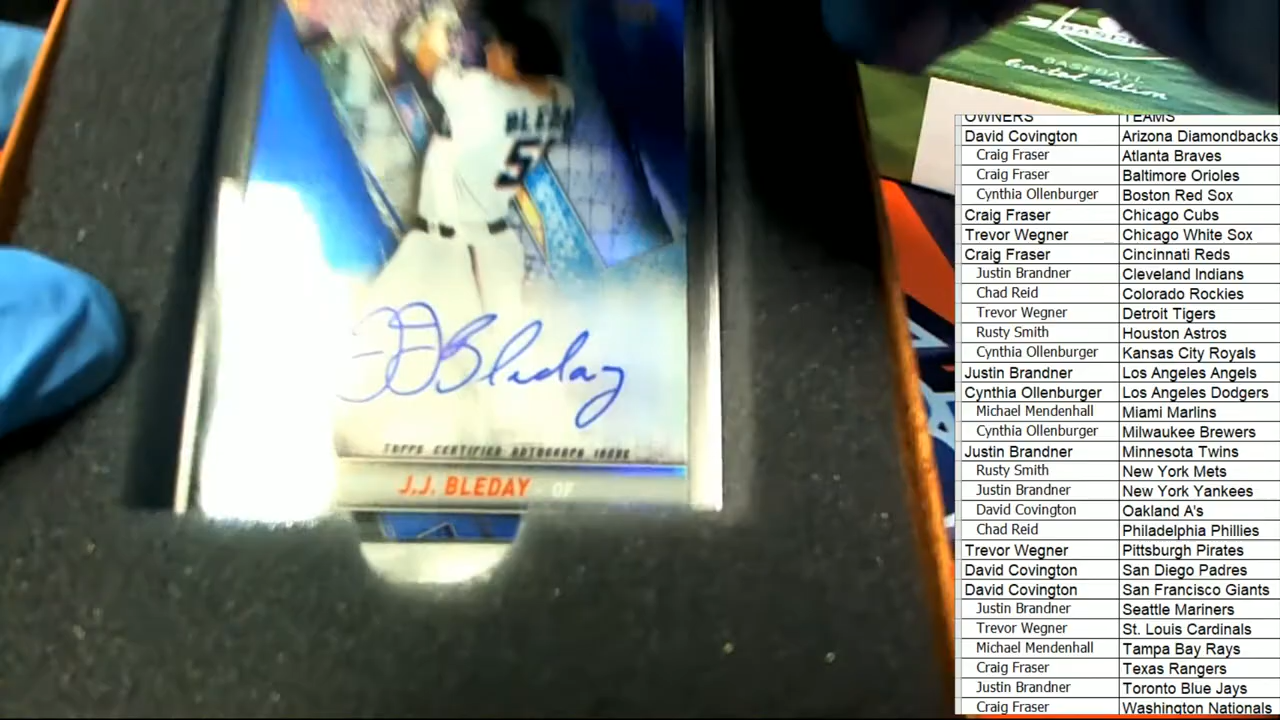 BASEBALL
limited edition
BLEDA
5
JJBleday
TOPPS CERTIFIED AUTOGRAPH ISSUE
J.J. BLEDAY - OF
OWNERS TEAMS
David Covington Arizona Diamondbacks
Craig Fraser Atlanta Braves
Craig Fraser Baltimore Orioles
Cynthia Ollenburger Boston Red Sox
Craig Fraser Chicago Cubs
Trevor Wegner Chicago White Sox
Craig Fraser Cincinnati Reds
Justin Brandner Cleveland Indians
Chad Reid Colorado Rockies
Trevor Wegner Detroit Tigers
Rusty Smith Houston Astros
Cynthia Ollenburger Kansas City Royals
Justin Brandner Los Angeles Angels
Cynthia Ollenburger Los Angeles Dodgers
Michael Mendenhall Miami Marlins
Cynthia Ollenburger Milwaukee Brewers
Justin Brandner Minnesota Twins
Rusty Smith New York Mets
Justin Brandner New York Yankees
David Covington Oakland A's
Chad Reid Philadelphia Phillies
Trevor Wegner Pittsburgh Pirates
David Covington San Diego Padres
David Covington San Francisco Giants
Justin Brandner Seattle Mariners
Trevor Wegner St. Louis Cardinals
Michael Mendenhall Tampa Bay Rays
Craig Fraser Texas Rangers
Justin Brandner Toronto Blue Jays
Craig Fraser Washington Nationals